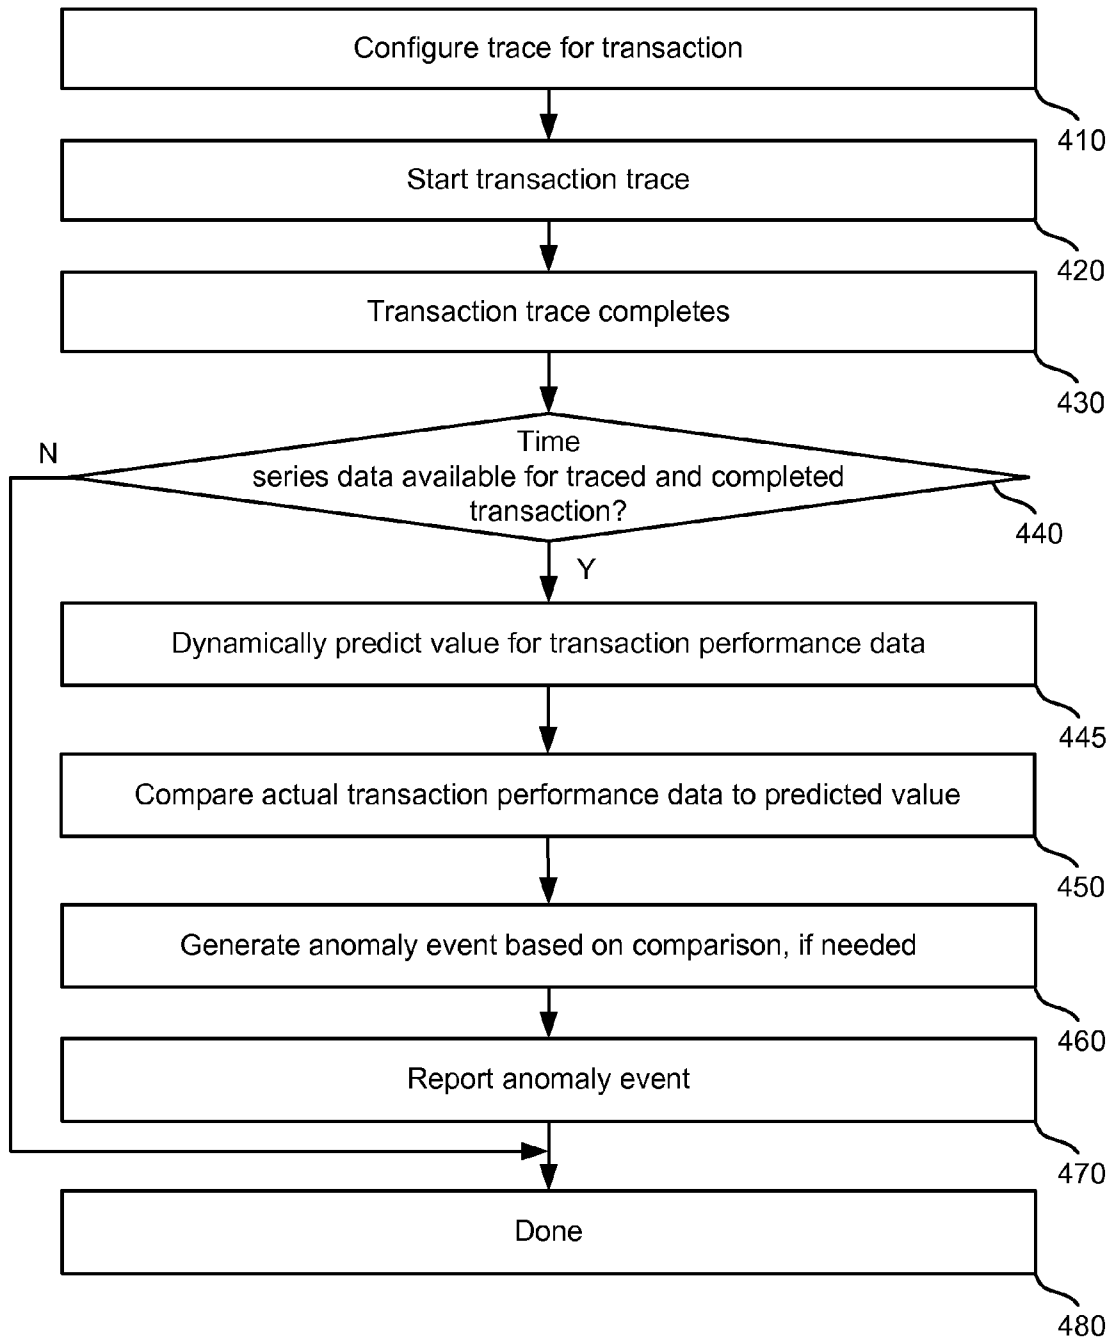 Configure trace for transaction
410
Start transaction trace
420
Transaction trace completes
430
N
Time
series data available for traced and completed
transaction?
440
Y
Dynamically predict value for transaction performance data
445
Compare actual transaction performance data to predicted value
450
Generate anomaly event based on comparison, if needed
460
Report anomaly event
470
Done
480